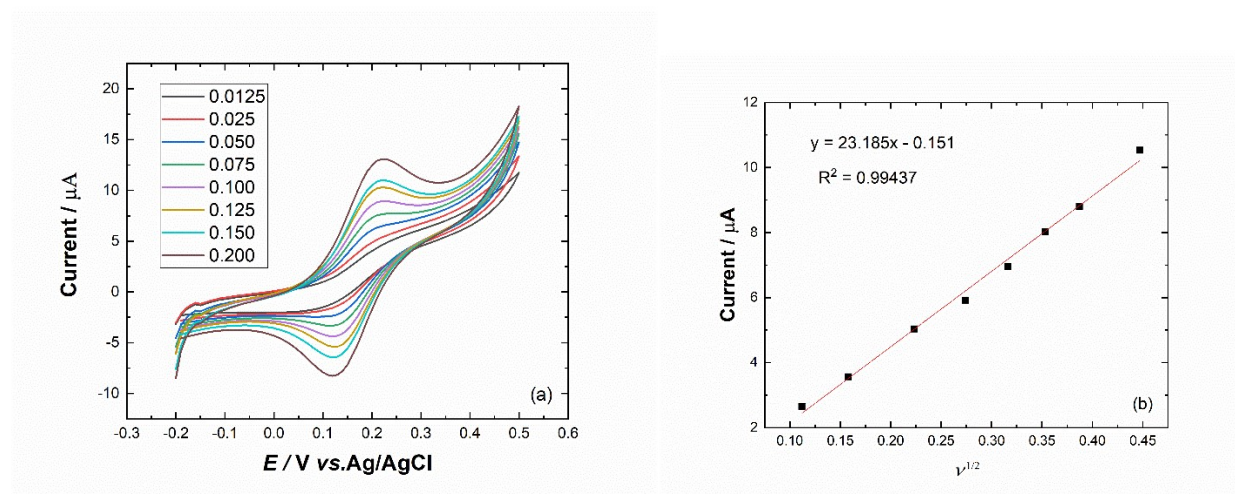 20
15
10
5
0
-5
-10
Current / μA
0.0125
0.025
0.050
0.075
0.100
0.125
0.150
0.200
(a)
-0.3 -0.2 -0.1 0.0 0.1 0.2 0.3 0.4 0.5 0.6
E / V vs.Ag/AgCl
12
10
8
6
4
2
Current / μA
y = 23.185x - 0.151
R² = 0.99437
(b)
0.10 0.15 0.20 0.25 0.30 0.35 0.40 0.45
ν^1/2